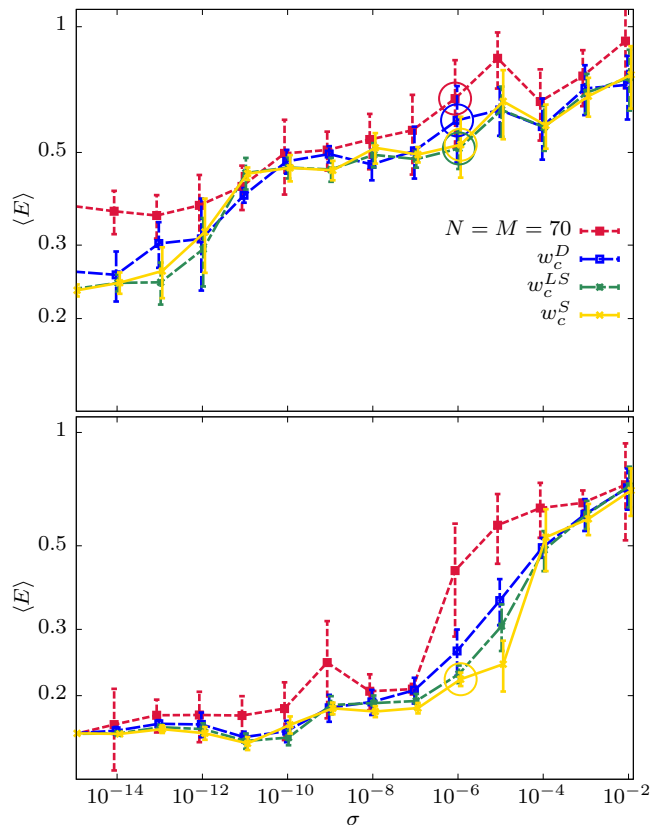 1
0.5
⟨E⟩
0.3
0.2
N = M = 70
w_c^D
w_c^{LS}
w_c^S
1
0.5
⟨E⟩
0.3
0.2
10^{-14} 10^{-12} 10^{-10} 10^{-8} 10^{-6} 10^{-4} 10^{-2}
σ